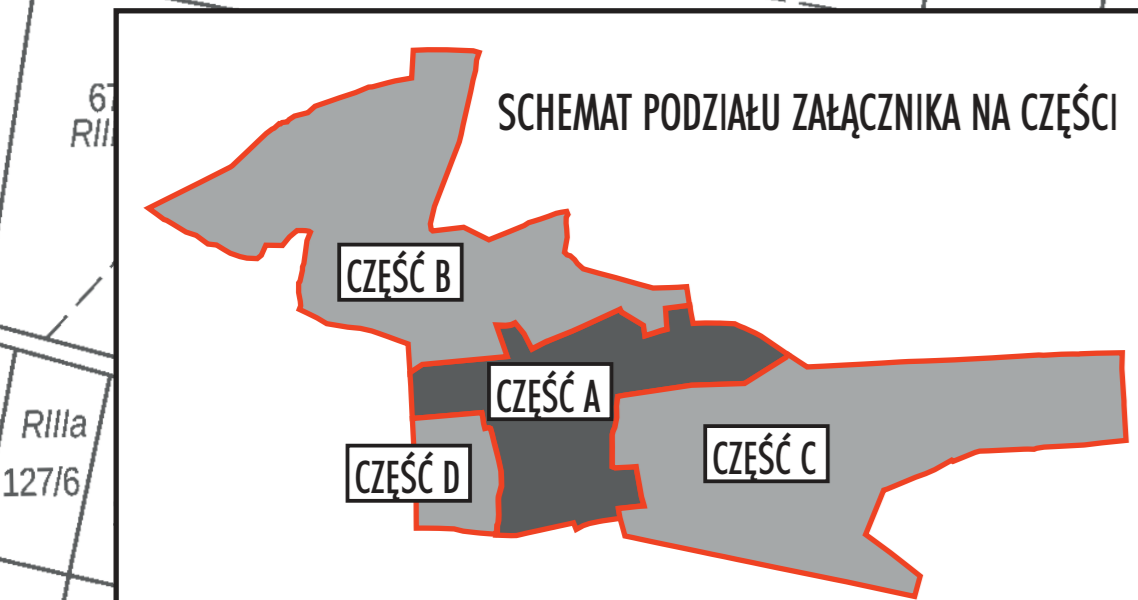 SCHEMAT PODZIAŁU ZAŁĄCZNIKA NA CZĘŚCI
CZĘŚĆ B
CZĘŚĆ A
CZĘŚĆ C
CZĘŚĆ D
RIIIa
127/6